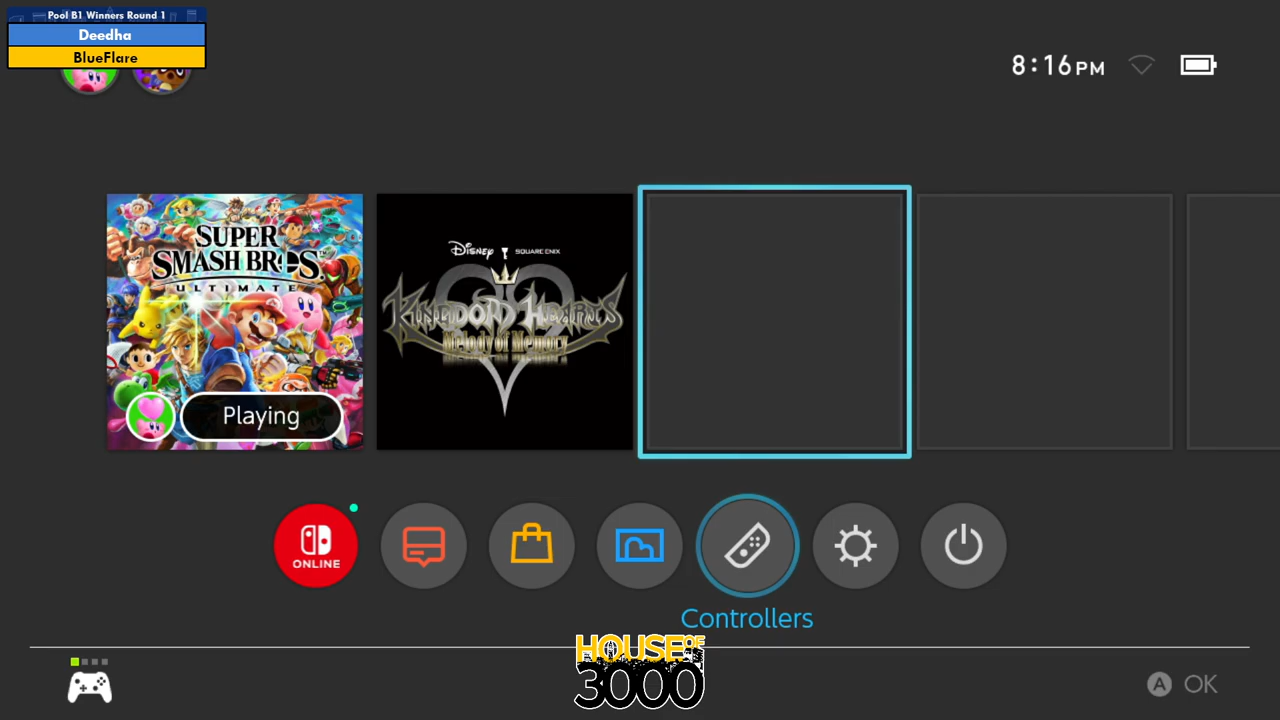 Pool B1 Winners Round 1
Deedha
BlueFlare
8:16 PM
SUPER
SMASH BROS.
ULTIMATE
Playing
Disney SQUARE ENIX
KINGDOM HEARTS
Melody of Memory
ONLINE
Controllers
HOUSE OF
3000
A OK